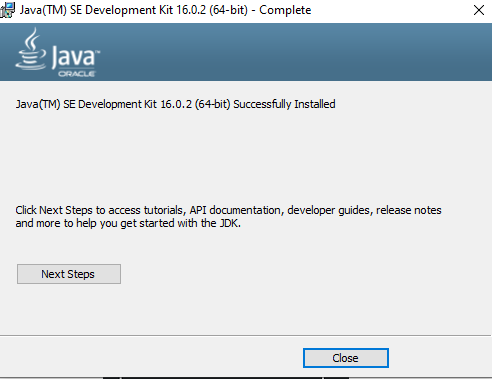 Java(TM) SE Development Kit 16.0.2 (64-bit) - Complete
Java™
ORACLE
Java(TM) SE Development Kit 16.0.2 (64-bit) Successfully Installed
Click Next Steps to access tutorials, API documentation, developer guides, release notes
and more to help you get started with the JDK.
Next Steps
Close